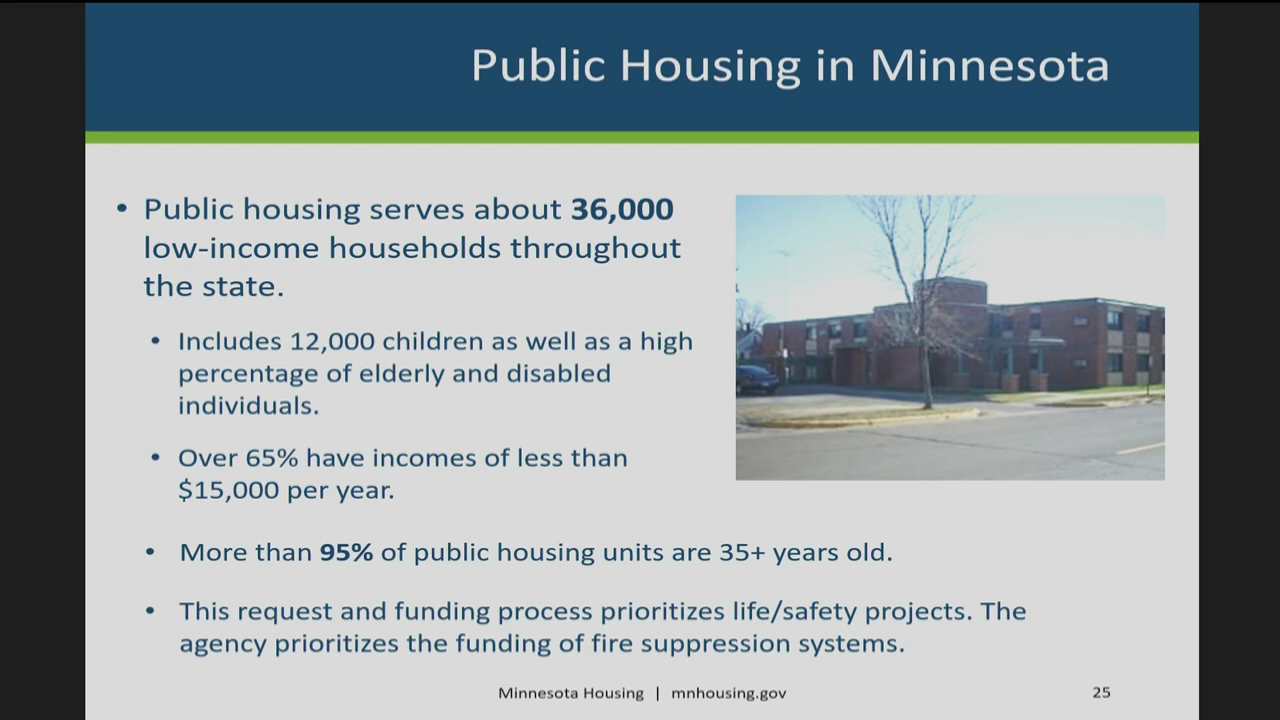 Public Housing in Minnesota
• Public housing serves about 36,000
low-income households throughout
the state.
• Includes 12,000 children as well as a high
percentage of elderly and disabled
individuals.
• Over 65% have incomes of less than
$15,000 per year.
• More than 95% of public housing units are 35+ years old.
• This request and funding process prioritizes life/safety projects. The
agency prioritizes the funding of fire suppression systems.
Minnesota Housing | mnhousing.gov
25